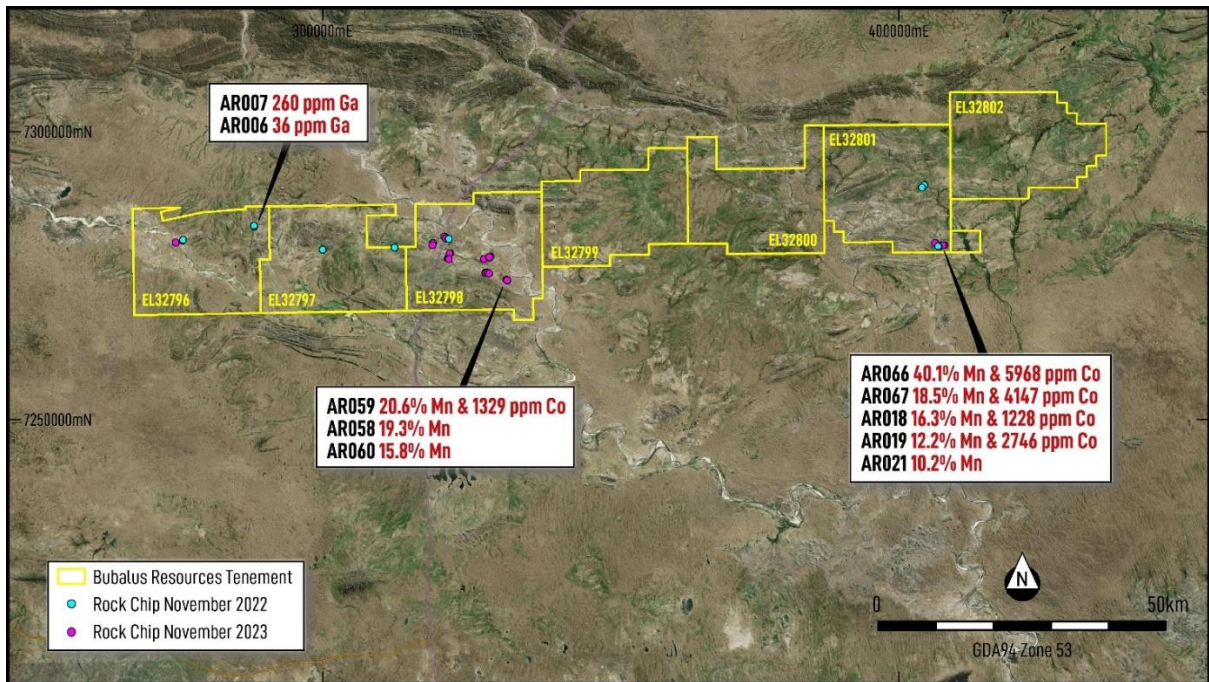 300000mE
400000mE
7300000mN
7250000mN
AR007 260 ppm Ga
AR006 36 ppm Ga
EL32802
EL32801
EL32800
EL32799
EL32796
EL32797
EL32798
AR059 20.6% Mn & 1329 ppm Co
AR058 19.3% Mn
AR060 15.8% Mn
AR066 40.1% Mn & 5968 ppm Co
AR067 18.5% Mn & 4147 ppm Co
AR018 16.3% Mn & 1228 ppm Co
AR019 12.2% Mn & 2746 ppm Co
AR021 10.2% Mn
Bubalus Resources Tenement
Rock Chip November 2022
Rock Chip November 2023
N
0 50km
GDA94 Zone 53